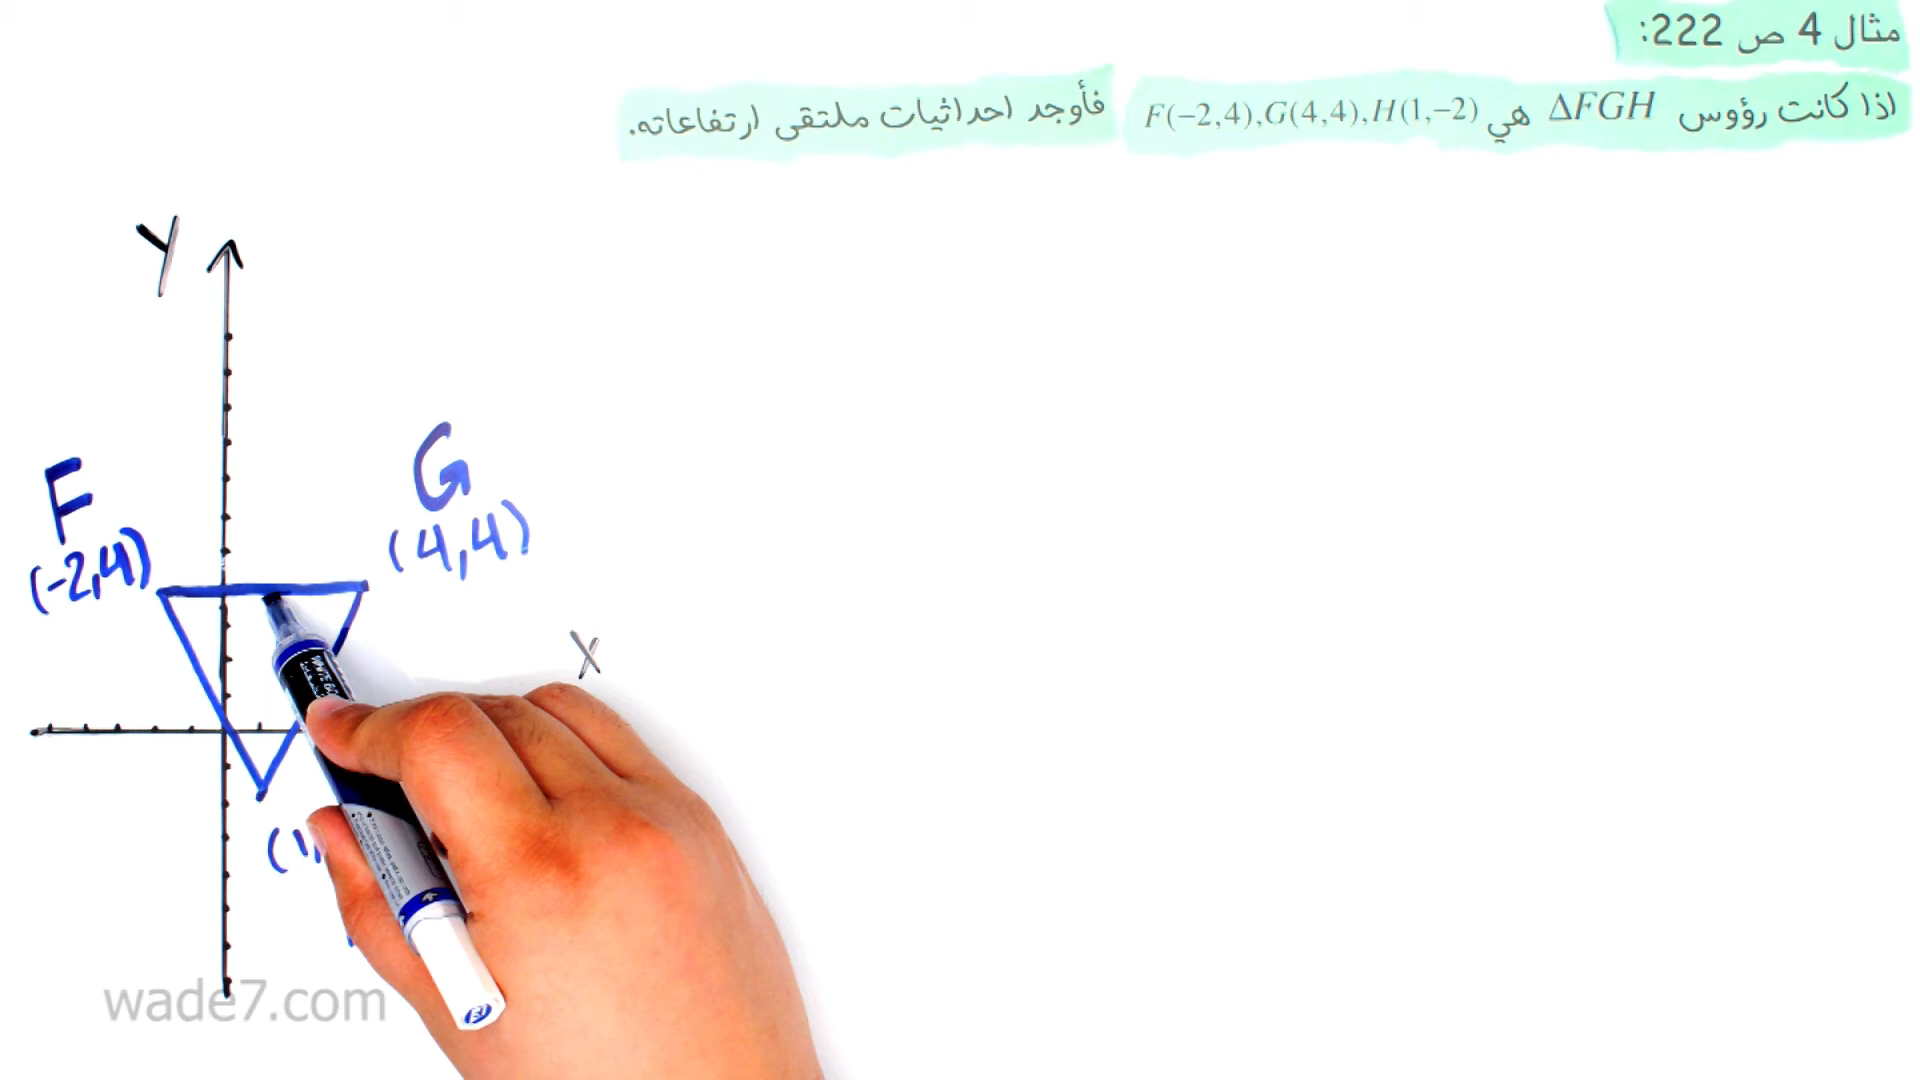 مثال 4 ص 222:
اذا كانت رؤوس ΔFGH هي F(−2,4),G(4,4),H(1,−2) فأوجد احداثيات ملتقى ارتفاعاته.
Y
G
F
(4,4)
(-2,4)
X
(1,
wade7.com